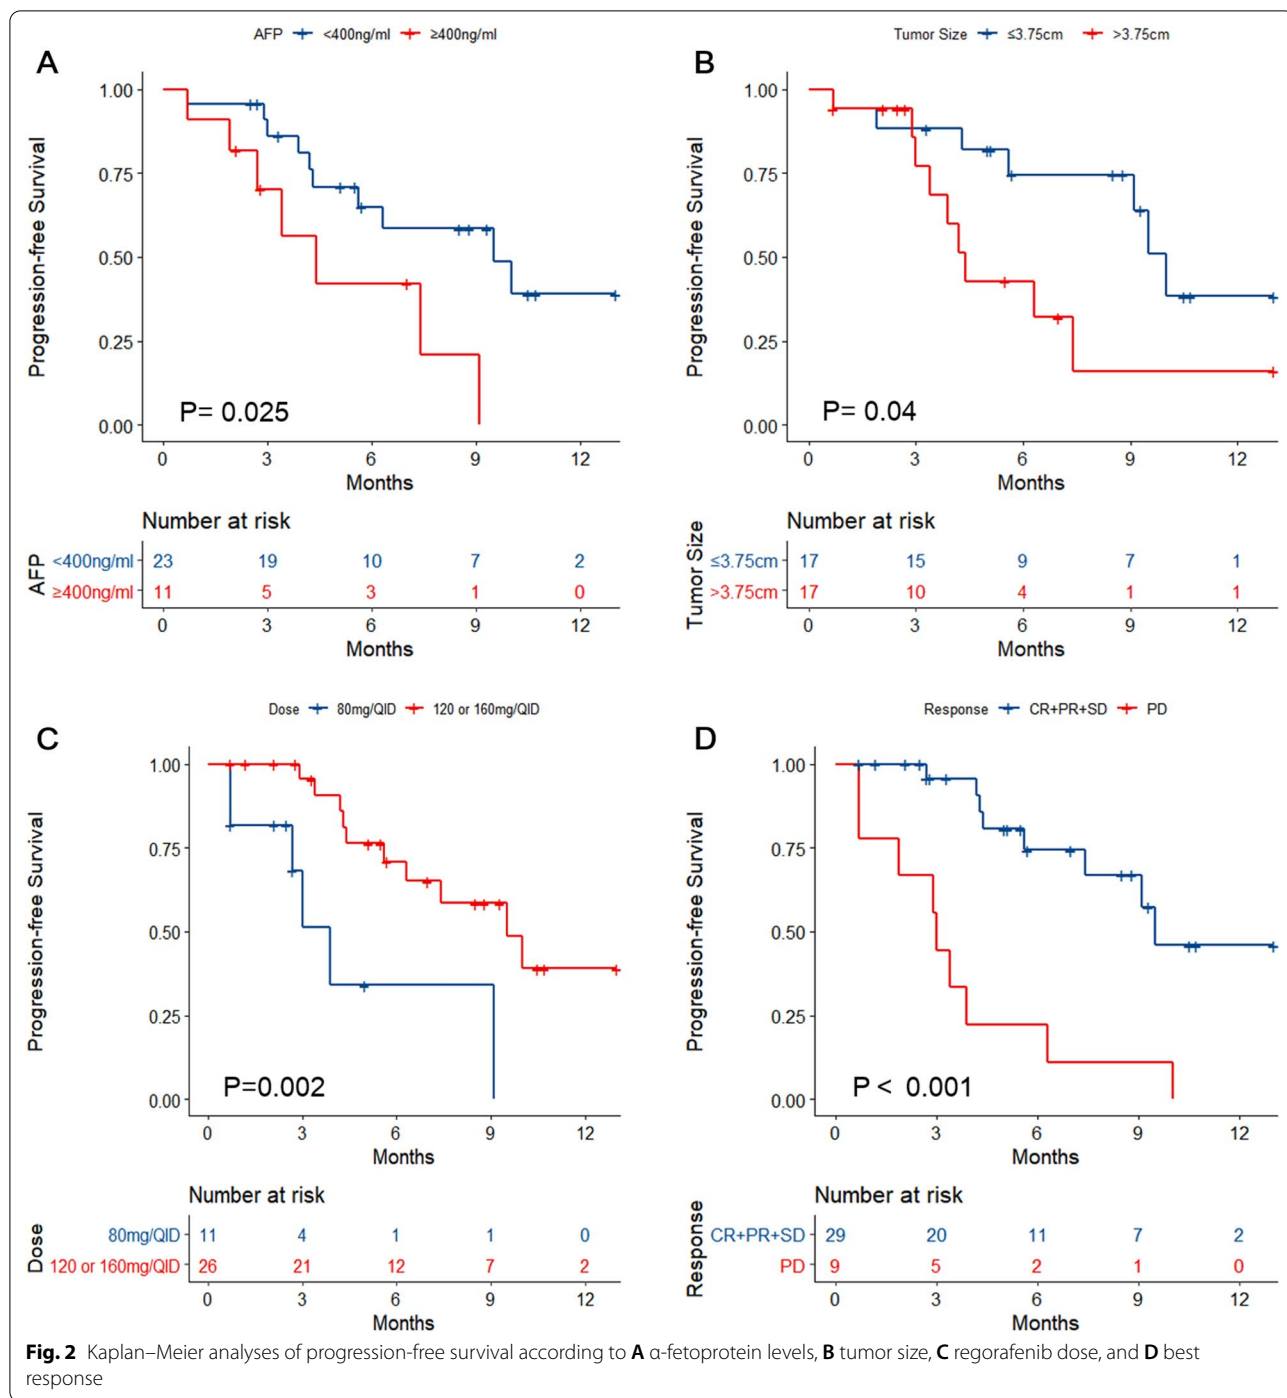 AFP <400ng/ml ≥400ng/ml
A
Progression-free Survival
1.00
0.75
0.50
0.25
0.00
P= 0.025
0 3 6 9 12
Months
Number at risk
AFP
<400ng/ml 23 19 10 7 2
≥400ng/ml 11 5 3 1 0
0 3 6 9 12
Months
Tumor Size ≤3.75cm >3.75cm
B
Progression-free Survival
1.00
0.75
0.50
0.25
0.00
P= 0.04
0 3 6 9 12
Months
Number at risk
Tumor Size
≤3.75cm 17 15 9 7 1
>3.75cm 17 10 4 1 1
0 3 6 9 12
Months
Dose 80mg/QID 120 or 160mg/QID
C
Progression-free Survival
1.00
0.75
0.50
0.25
0.00
P=0.002
0 3 6 9 12
Months
Number at risk
Dose
80mg/QID 11 4 1 1 0
120 or 160mg/QID 26 21 12 7 2
0 3 6 9 12
Months
Response CR+PR+SD PD
D
Progression-free Survival
1.00
0.75
0.50
0.25
0.00
P < 0.001
0 3 6 9 12
Months
Number at risk
Response
CR+PR+SD 29 20 11 7 2
PD 9 5 2 1 0
0 3 6 9 12
Months
Fig. 2 Kaplan–Meier analyses of progression-free survival according to A α-fetoprotein levels, B tumor size, C regorafenib dose, and D best
response